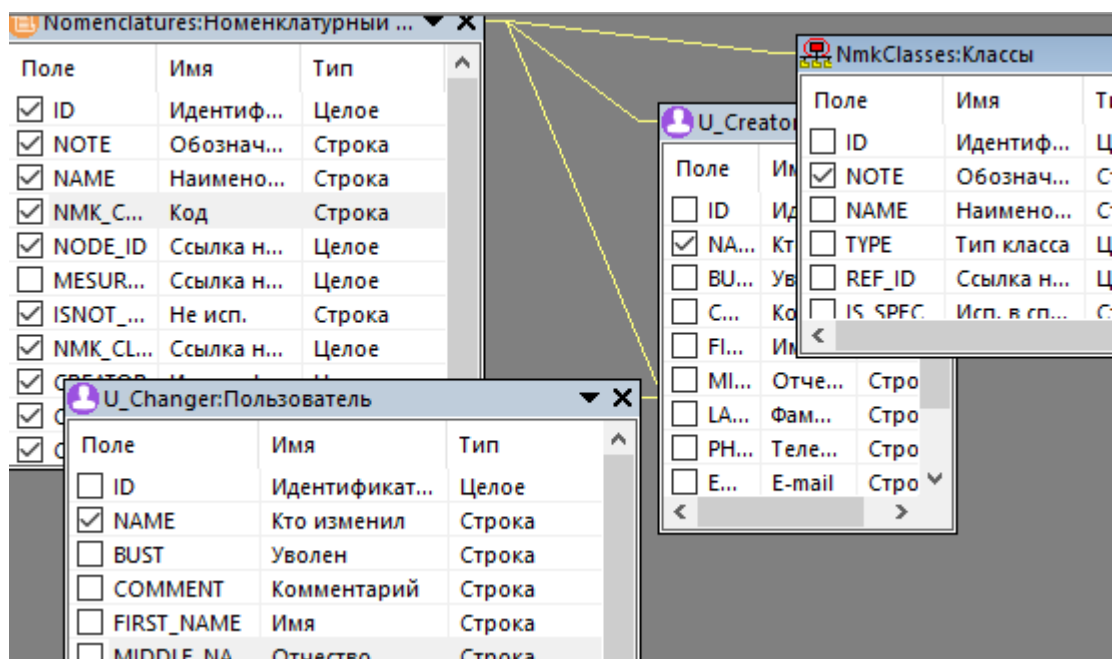 Nomenclatures:Номенклатурный ...
Поле Имя Тип
ID Идентиф... Целое
NOTE Обознач... Строка
NAME Наимено... Строка
NMK_C... Код Строка
NODE_ID Ссылка н... Целое
MESUR... Ссылка н... Целое
ISNOT_... Не исп. Строка
NMK_CL... Ссылка н... Целое
U_Changer:Пользователь
Поле Имя Тип
ID Идентификат... Целое
NAME Кто изменил Строка
BUST Уволен Строка
COMMENT Комментарий Строка
FIRST_NAME Имя Строка
MIDDLE_NA... Отчество Строка
U_Creato
Поле
ID
NA...
BU...
C...
FI...
MI... Отче... Стро
LA... Фам... Стро
PH... Теле... Стро
E... E-mail Стро
NmkClasses:Классы
Поле Имя
ID Идентиф...
NOTE Обознач...
NAME Наимено...
TYPE Тип класса
REF_ID Ссылка н...
IS_SPEC Исп. в сп...